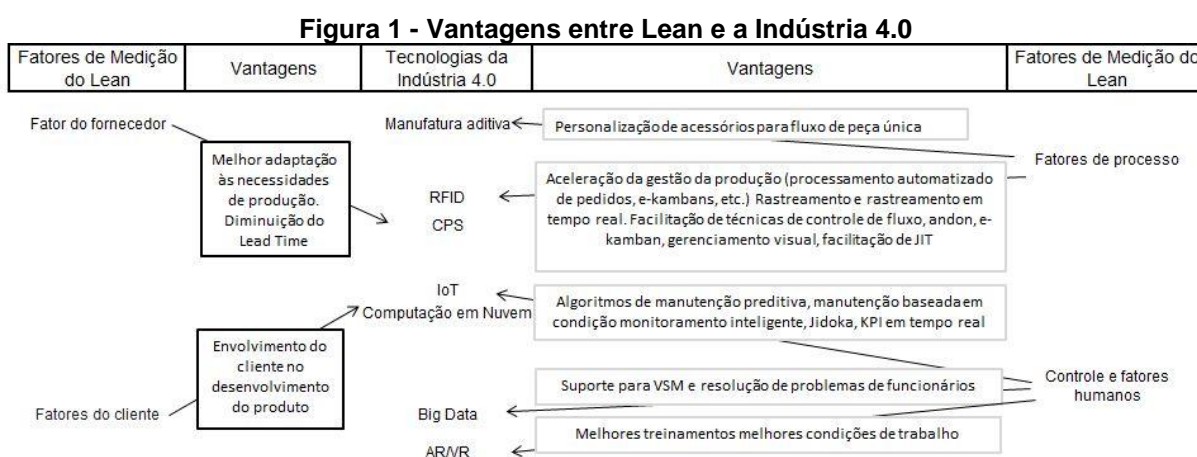 Figura 1 - Vantagens entre Lean e a Indústria 4.0
Fatores de Medição
do Lean
Vantagens
Tecnologias da
Indústria 4.0
Vantagens
Fatores de Medição do
Lean
Fator do fornecedor
Manufatura aditiva
Personalização de acessórios para fluxo de peça única
Fatores de processo
Melhor adaptação
às necessidades
de produção.
Diminuição do
Lead Time
RFID
CPS
Aceleração da gestão da produção (processamento automatizado
de pedidos, e-kambans, etc.) Rastreamento e rastreamento em
tempo real. Facilitação de técnicas de controle de fluxo, andon, e-
kamban, gerenciamento visual, facilitação de JIT
IoT
Computação em Nuvem
Algoritmos de manutenção preditiva, manutenção baseada em
condição monitoramento inteligente, Jidoka, KPI em tempo real
Envolvimento do
cliente no
desenvolvimento
do produto
Fatores do cliente
Suporte para VSM e resolução de problemas de funcionários
Controle e fatores
humanos
Big Data
Melhores treinamentos melhores condições de trabalho
AR/VR